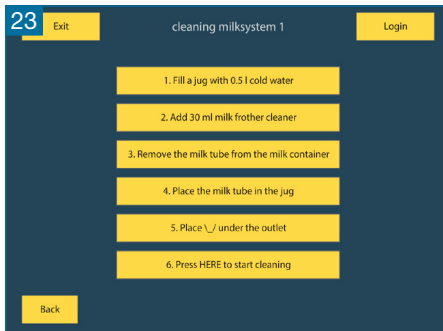 23
Exit
cleaning milksystem 1
Login
1. Fill a jug with 0.5 l cold water
2. Add 30 ml milk frother cleaner
3. Remove the milk tube from the milk container
4. Place the milk tube in the jug
5. Place \_/ under the outlet
6. Press HERE to start cleaning
Back